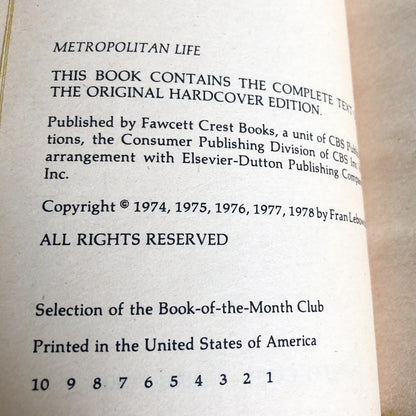 METROPOLITAN LIFE
THIS BOOK CONTAINS THE COMPLETE TEXT
THE ORIGINAL HARDCOVER EDITION.
Published by Fawcett Crest Books, a unit of CBS
tions, the Consumer Publishing Division of CBS Inc.
arrangement with Elsevier-Dutton Publishing
Inc.
Copyright © 1974, 1975, 1976, 1977, 1978 by Fran
ALL RIGHTS RESERVED
Selection of the Book-of-the-Month Club
Printed in the United States of America
10 9 8 7 6 5 4 3 2 1